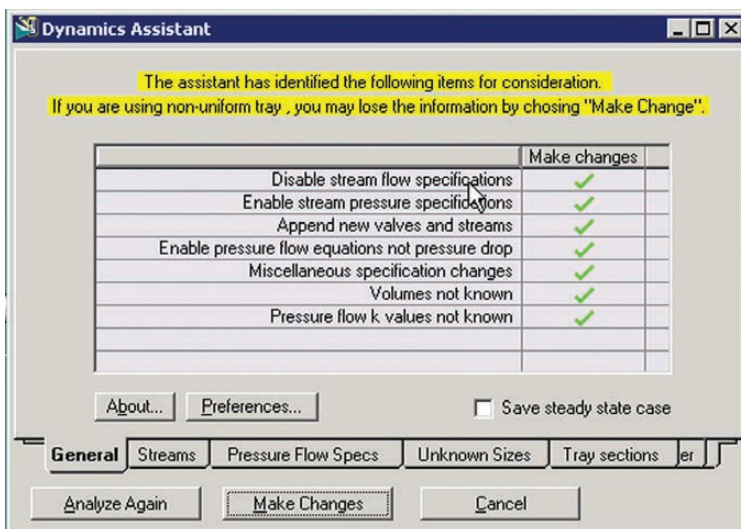 Dynamics Assistant
The assistant has identified the following items for consideration.
If you are using non-uniform tray , you may lose the information by chosing "Make Change".
Make changes
Disable stream flow specifications
Enable stream pressure specifications
Append new valves and streams
Enable pressure flow equations not pressure drop
Miscellaneous specification changes
Volumes not known
Pressure flow k values not known
About... Preferences... Save steady state case
General Streams Pressure Flow Specs Unknown Sizes Tray sections er
Analyze Again Make Changes Cancel